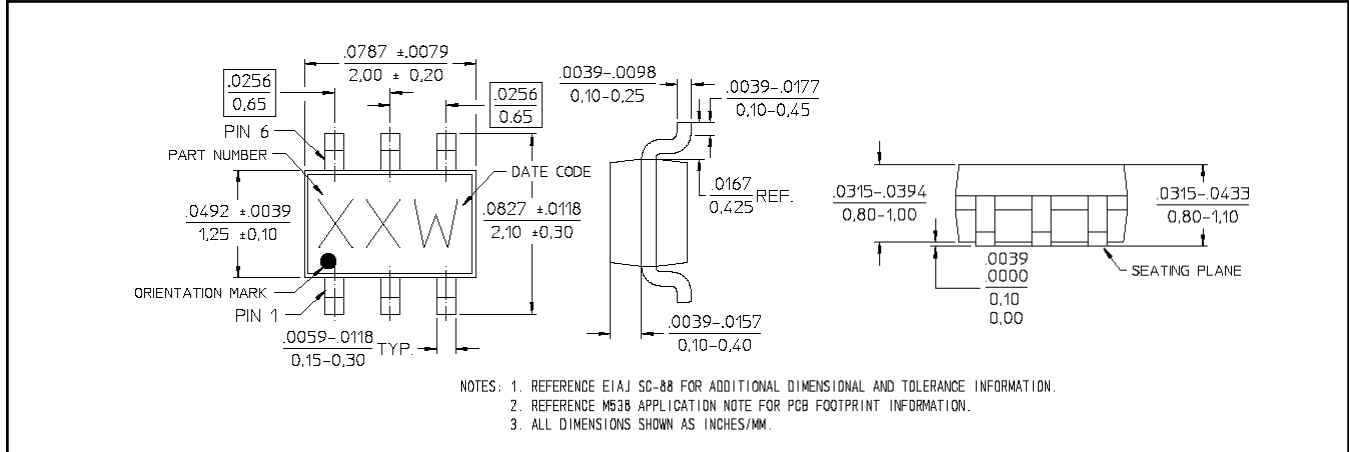 .0787 ±.0079
2,00 ± 0,20
.0256
0,65
.0256
0.65
PIN 6
PART NUMBER
DATE CODE
XXW
.0492 ±.0039
1,25 ±0,10
.0827 ±.0118
2,10 ±0,30
ORIENTATION MARK
PIN 1
.0059-.0118
0,15-0,30
TYP.
.0039-.0098
0,10-0,25
.0039-.0177
0,10-0,45
.0167
0,425
REF.
.0039-.0157
0,10-0,40
.0315-.0394
0,80-1,00
.0315-.0433
0,80-1,10
.0039
.0000
0,10
0,00
SEATING PLANE
NOTES: 1. REFERENCE EIAJ SC-88 FOR ADDITIONAL DIMENSIONAL AND TOLERANCE INFORMATION.
2. REFERENCE M538 APPLICATION NOTE FOR PCB FOOTPRINT INFORMATION.
3. ALL DIMENSIONS SHOWN AS INCHES/MM.